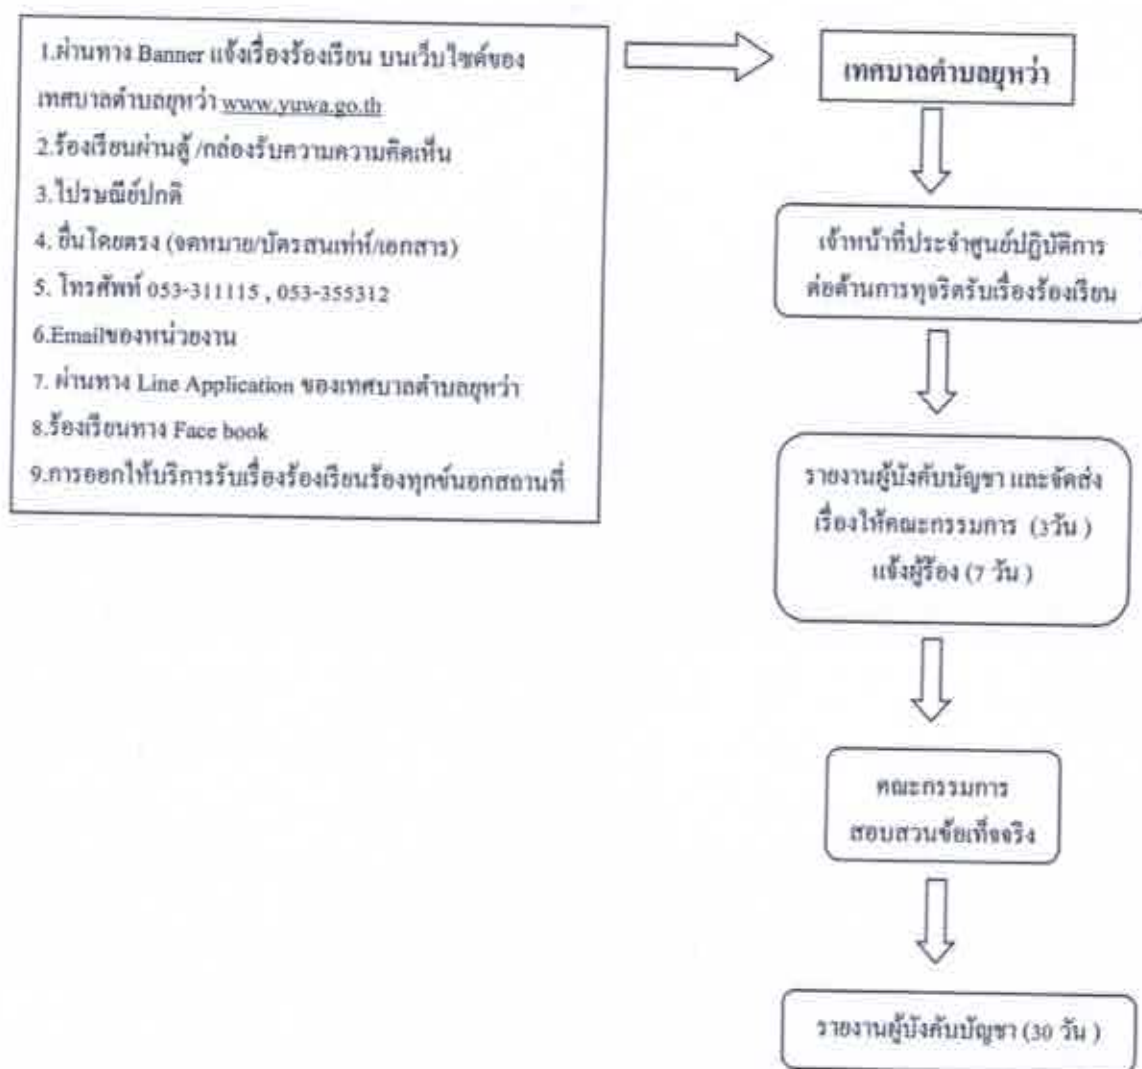 1.ผ่านทาง Banner แจ้งเรื่องร้องเรียน บนเว็บไซค์ของ
เทศบาลตำบลยุหว่า www.yuwa.go.th
2.ร้องเรียนผ่านตู้ /กล่องรับความความคิดเห็น
3.ไปรษณีย์ปกติ
4. ยื่นโดยตรง (จดหมาย/บัตรสนเท่ห์/เอกสาร)
5. โทรศัพท์ 053-311115 , 053-355312
6.Emailของหน่วยงาน
7. ผ่านทาง Line Application ของเทศบาลตำบลยุหว่า
8.ร้องเรียนทาง Face book
9.การออกให้บริการรับเรื่องร้องเรียนร้องทุกข์นอกสถานที่
เทศบาลตำบลยุหว่า
เจ้าหน้าที่ประจำศูนย์ปฏิบัติการ
ต่อต้านการทุจริตรับเรื่องร้องเรียน
รายงานผู้บังคับบัญชา และจัดส่ง
เรื่องให้คณะกรรมการ (3วัน )
แจ้งผู้ร้อง (7 วัน )
คณะกรรมการ
สอบสวนข้อเท็จจริง
รายงานผู้บังคับบัญชา (30 วัน )